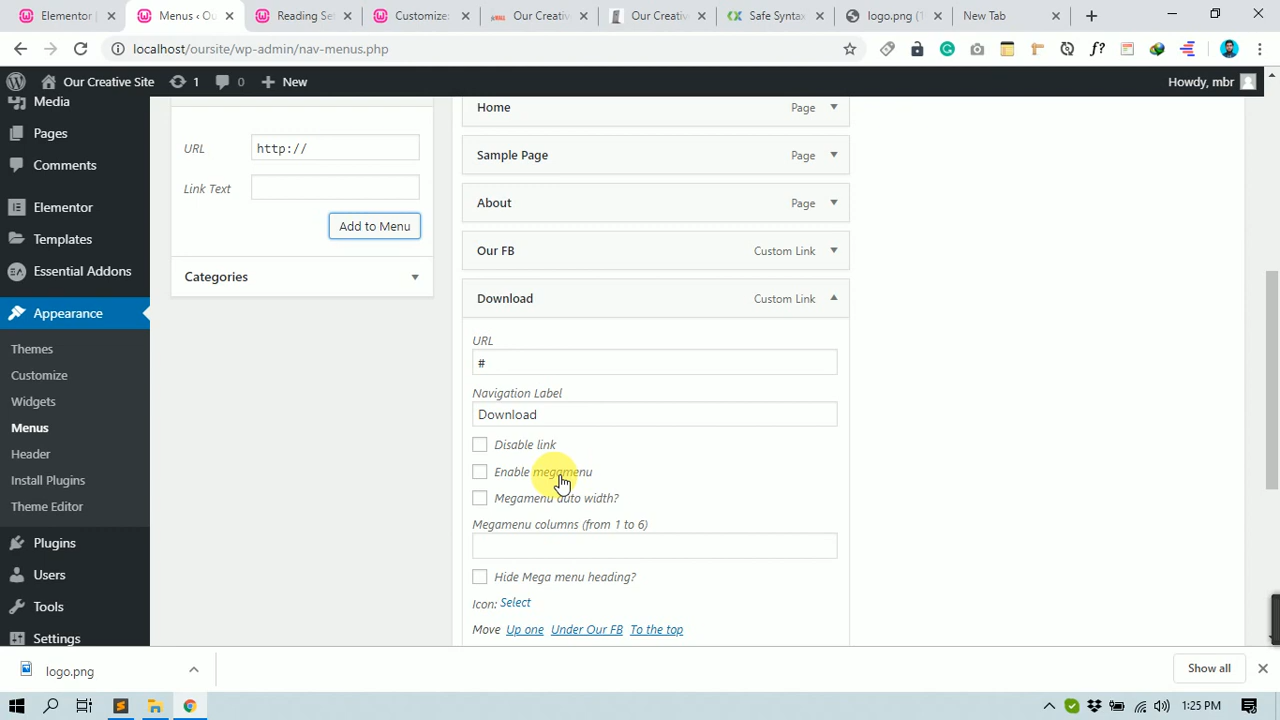 Elementor |
Menus ‹ Ou
Reading Se
Customize:
Our Creativ
Our Creativ
Safe Syntax
logo.png (1
New Tab
localhost/oursite/wp-admin/nav-menus.php
f?
Our Creative Site
1
0
New
Howdy, mbr
Media
Pages
Comments
Elementor
Templates
Essential Addons
Appearance
Themes
Customize
Widgets
Menus
Header
Install Plugins
Theme Editor
Plugins
Users
Tools
Settings
URL
http://
Link Text
Add to Menu
Categories
Home Page
Sample Page Page
About Page
Our FB Custom Link
Download Custom Link
URL
#
Navigation Label
Download
Disable link
Enable megamenu
Megamenu auto width?
Megamenu columns (from 1 to 6)
Hide Mega menu heading?
Icon: Select
Move Up one Under Our FB To the top
logo.png
Show all
1:25 PM